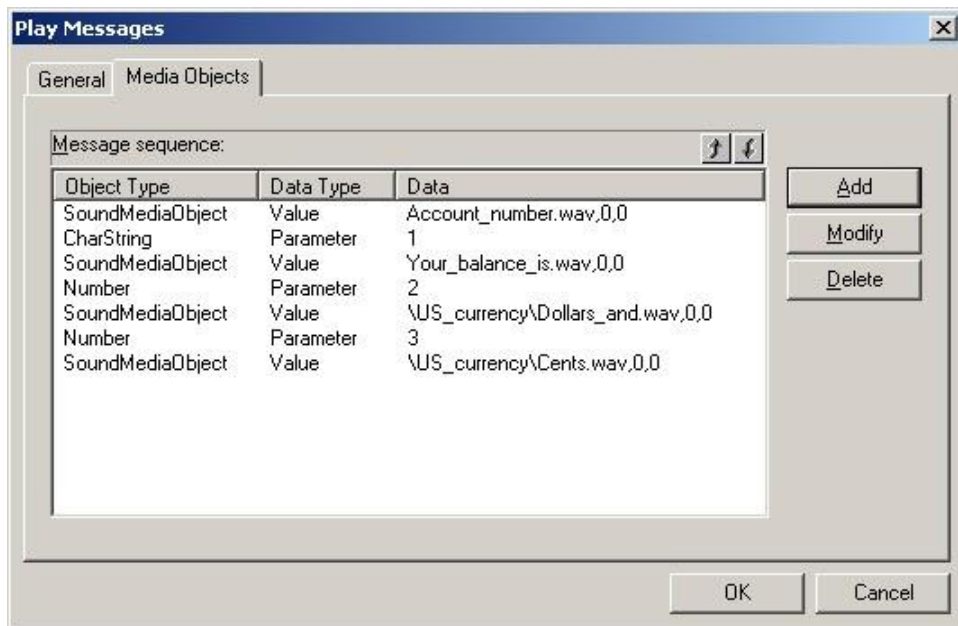 Play Messages
General Media Objects
Message sequence:
Object Type Data Type Data
SoundMediaObject Value Account_number.wav,0,0
CharString Parameter 1
SoundMediaObject Value Your_balance_is.wav,0,0
Number Parameter 2
SoundMediaObject Value \US_currency\Dollars_and.wav,0,0
Number Parameter 3
SoundMediaObject Value \US_currency\Cents.wav,0,0
Add
Modify
Delete
OK Cancel